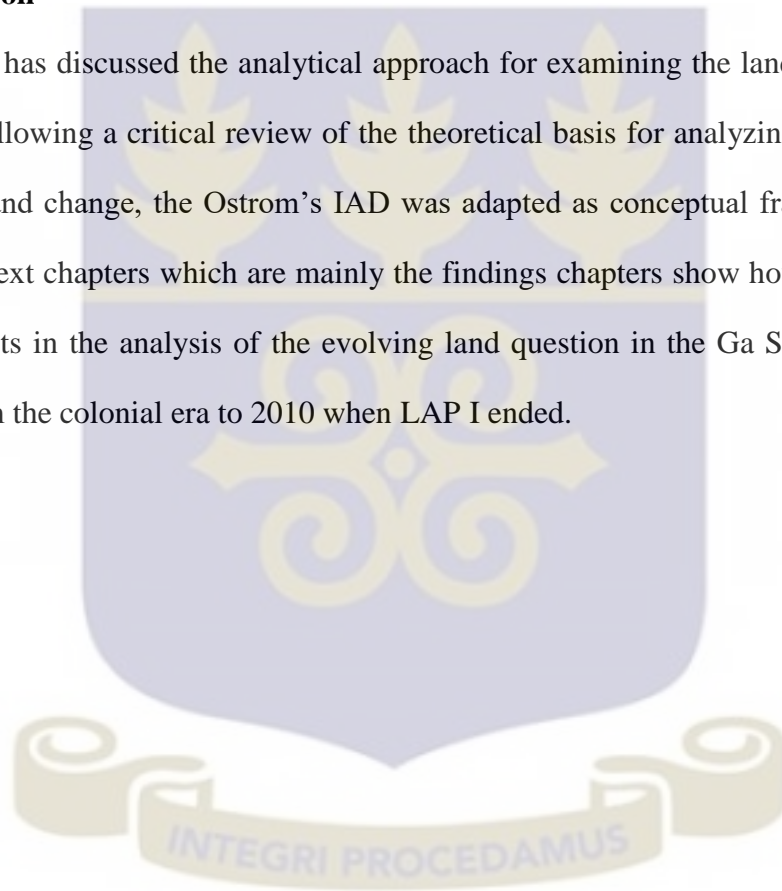 on
has discussed the analytical approach for examining the land
llowing a critical review of the theoretical basis for analyzin
and change, the Ostrom's IAD was adapted as conceptual fra
ext chapters which are mainly the findings chapters show ho
ts in the analysis of the evolving land question in the Ga S
n the colonial era to 2010 when LAP I ended.
INTEGRI PROCEDAMUS